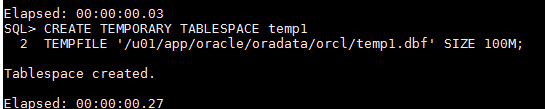 Elapsed: 00:00:00.03
SQL> CREATE TEMPORARY TABLESPACE temp1
  2  TEMPFILE '/u01/app/oracle/oradata/orcl/temp1.dbf' SIZE 100M;
Tablespace created.
Elapsed: 00:00:00.27